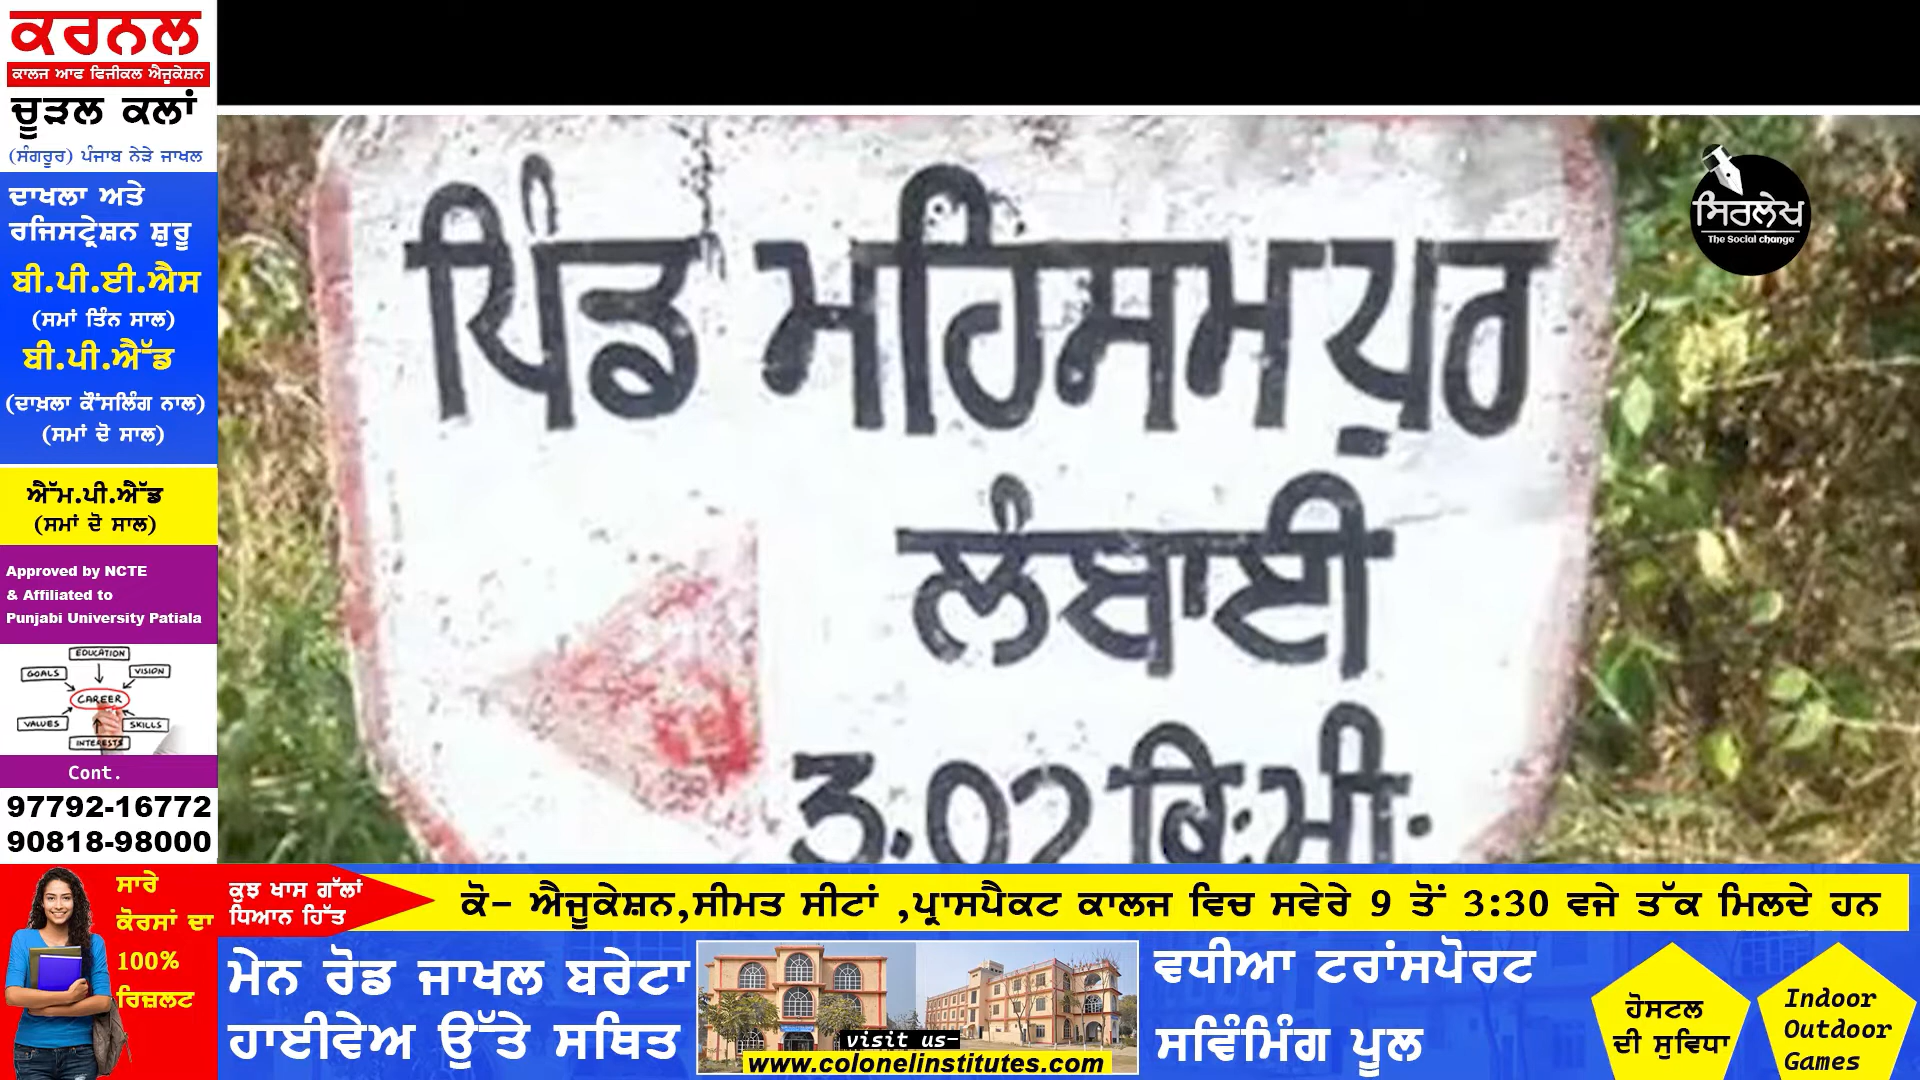 ਕਰਨਲ
ਕਾਲਜ ਆਫ ਫਿਜੀਕਲ ਐਜੂਕੇਸ਼ਨ
ਚੂੜਲ ਕਲਾਂ
(ਸੰਗਰੂਰ) ਪੰਜਾਬ ਨੇੜੇ ਜਾਖਲ
ਦਾਖਲਾ ਅਤੇ
ਰਜਿਸਟ੍ਰੇਸ਼ਨ ਸ਼ੁਰੂ
ਬੀ.ਪੀ.ਈ.ਐਸ
(ਸਮਾਂ ਤਿੰਨ ਸਾਲ)
ਬੀ.ਪੀ.ਐੱਡ
(ਦਾਖ਼ਲਾ ਕੌਂਸਲਿੰਗ ਨਾਲ)
(ਸਮਾਂ ਦੋ ਸਾਲ)
ਐੱਮ.ਪੀ.ਐੱਡ
(ਸਮਾਂ ਦੋ ਸਾਲ)
Approved by NCTE
& Affiliated to
Punjabi University Patiala
EDUCATION
GOALS
VISION
CAREER
VALUES
SKILLS
INTERESTS
Cont.
97792-16772
90818-98000
ਪਿੰਡ ਮਹਿਸਮਪੁਰ
ਲੰਬਾਈ
3.02 ਕਿ:ਮੀ.
ਸਿਰਲੇਖ
The Social change
ਸਾਰੇ
ਕੋਰਸਾਂ ਦਾ
100%
ਰਿਜ਼ਲਟ
ਕੁਝ ਖਾਸ ਗੱਲਾਂ
ਧਿਆਨ ਹਿੱਤ
ਕੋ- ਐਜੂਕੇਸ਼ਨ,ਸੀਮਤ ਸੀਟਾਂ ,ਪ੍ਰਾਸਪੈਕਟ ਕਾਲਜ ਵਿਚ ਸਵੇਰੇ 9 ਤੋਂ 3:30 ਵਜੇ ਤੱਕ ਮਿਲਦੇ ਹਨ
ਮੇਨ ਰੋਡ ਜਾਖਲ ਬਰੇਟਾ
ਹਾਈਵੇਅ ਉੱਤੇ ਸਥਿਤ
visit us-
www.colonelinstitutes.com
ਵਧੀਆ ਟਰਾਂਸਪੋਰਟ
ਸਵਿੰਮਿੰਗ ਪੂਲ
ਹੋਸਟਲ
ਦੀ ਸੁਵਿਧਾ
Indoor
Outdoor
Games